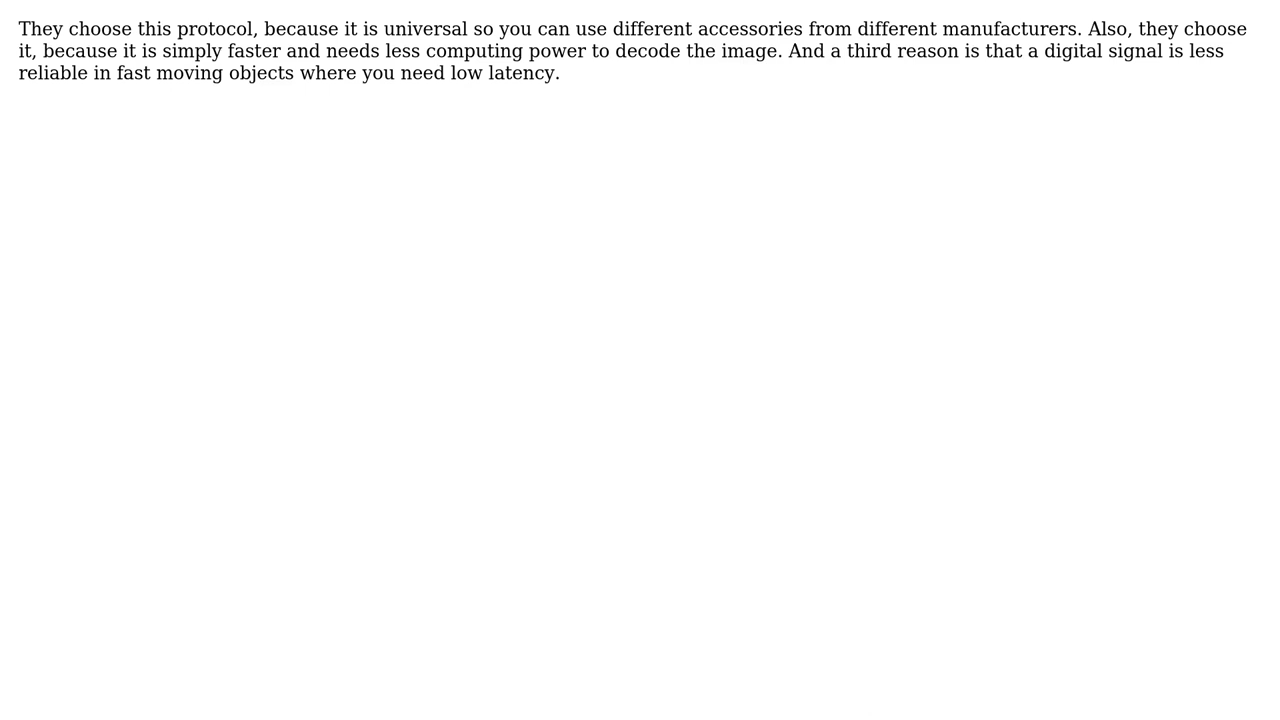 They choose this protocol, because it is universal so you can use different accessories from different manufacturers. Also, they choose
it, because it is simply faster and needs less computing power to decode the image. And a third reason is that a digital signal is less
reliable in fast moving objects where you need low latency.